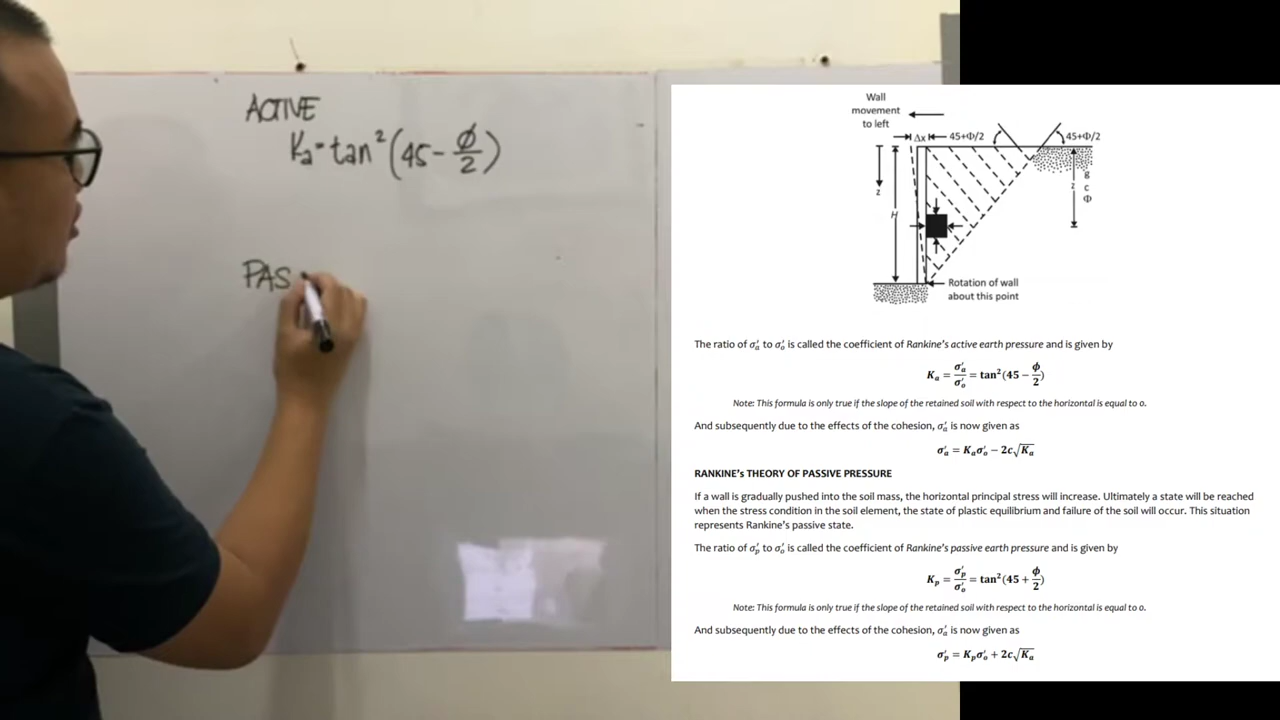 ACTIVE
Ka = tan²(45 - ϕ/2)
PAS
Wall
movement
to left
Δx
45+Φ/2
45+Φ/2
z
H
z
g
c
Φ
Rotation of wall
about this point
The ratio of σ'ₐ to σ'ₒ is called the coefficient of Rankine's active earth pressure and is given by
Kₐ = σ'ₐ/σ'ₒ = tan²(45 − ϕ/2)
Note: This formula is only true if the slope of the retained soil with respect to the horizontal is equal to 0.
And subsequently due to the effects of the cohesion, σ'ₐ is now given as
σ'ₐ = Kₐσ'ₒ − 2c√Kₐ
RANKINE's THEORY OF PASSIVE PRESSURE
If a wall is gradually pushed into the soil mass, the horizontal principal stress will increase. Ultimately a state will be reached
when the stress condition in the soil element, the state of plastic equilibrium and failure of the soil will occur. This situation
represents Rankine's passive state.
The ratio of σ'ₚ to σ'ₒ is called the coefficient of Rankine's passive earth pressure and is given by
Kₚ = σ'ₚ/σ'ₒ = tan²(45 + ϕ/2)
Note: This formula is only true if the slope of the retained soil with respect to the horizontal is equal to 0.
And subsequently due to the effects of the cohesion, σ'ₐ is now given as
σ'ₚ = Kₚσ'ₒ + 2c√Kₐ